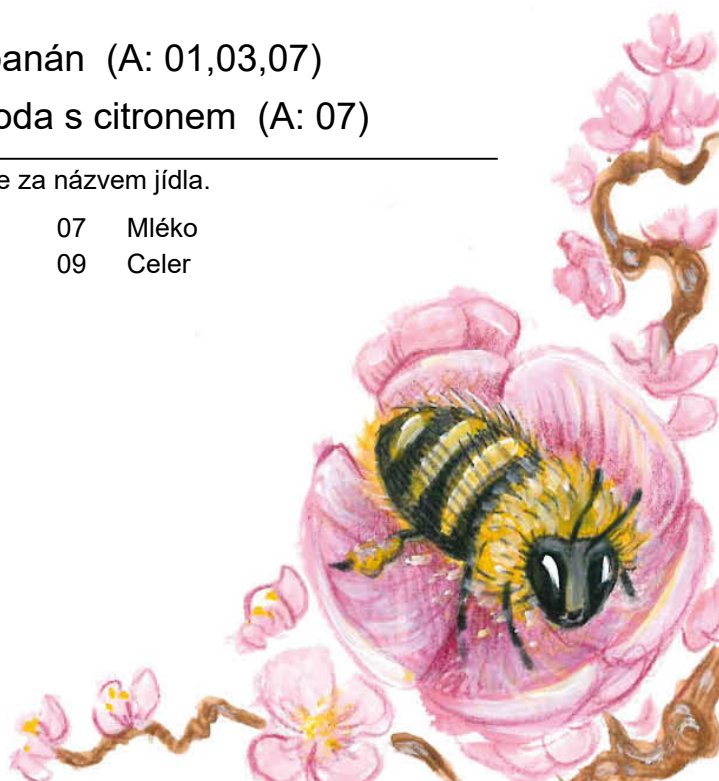 anán (A: 01,03,07)
oda s citronem (A: 07)
e za názvem jídla.
07 Mléko
09 Celer